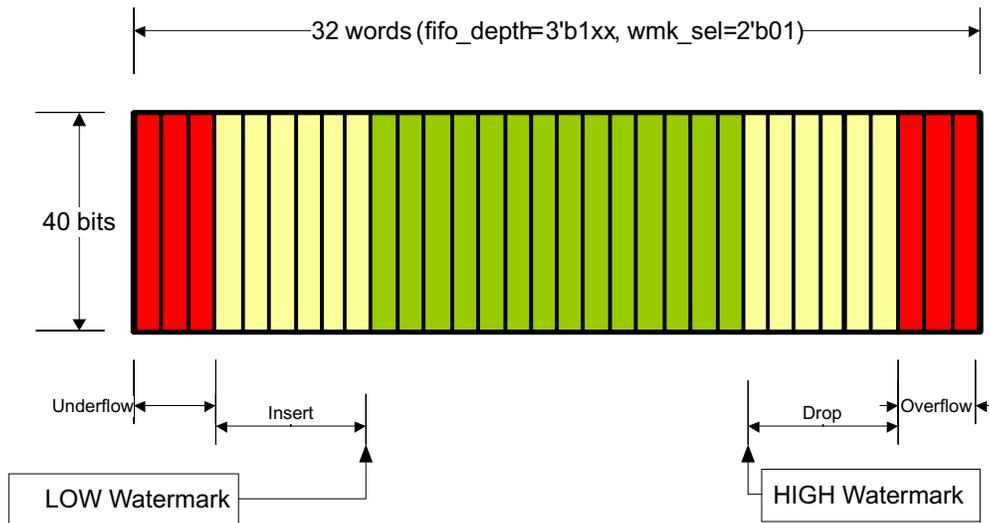 32 words (fifo_depth=3'b1xx, wmk_sel=2'b01)
40 bits
Underflow
Insert
Drop
Overflow
LOW Watermark
HIGH Watermark